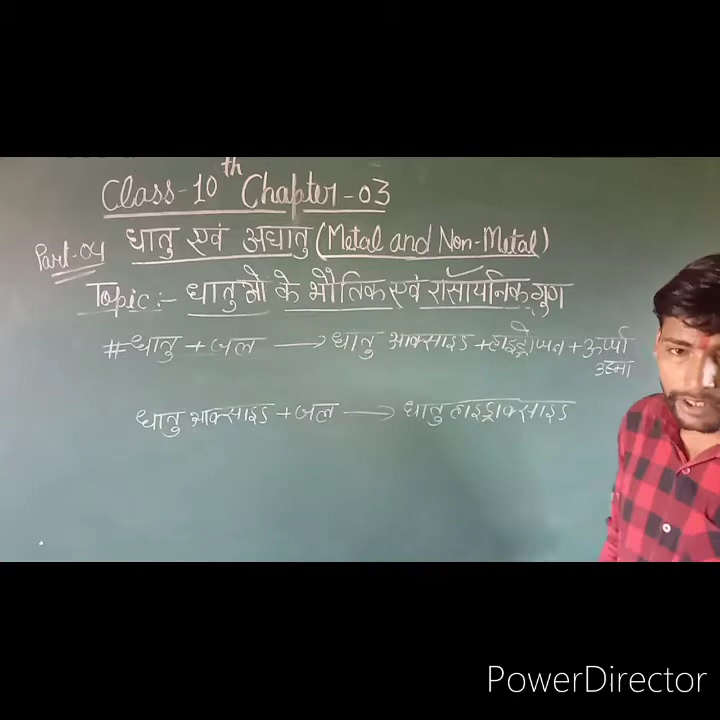 Class-10th Chapter-03
Part-04 धातु एवं अधातु (Metal and Non-Metal)
Topic:- धातुओ के भौतिक एवं रासायनिक गुण
# धातु + जल → धातु आक्साइड + हाइड्रोजन + ऊर्जा
उष्मा
धातु आक्साइड + जल → धातु हाइड्राक्साइड
PowerDirector